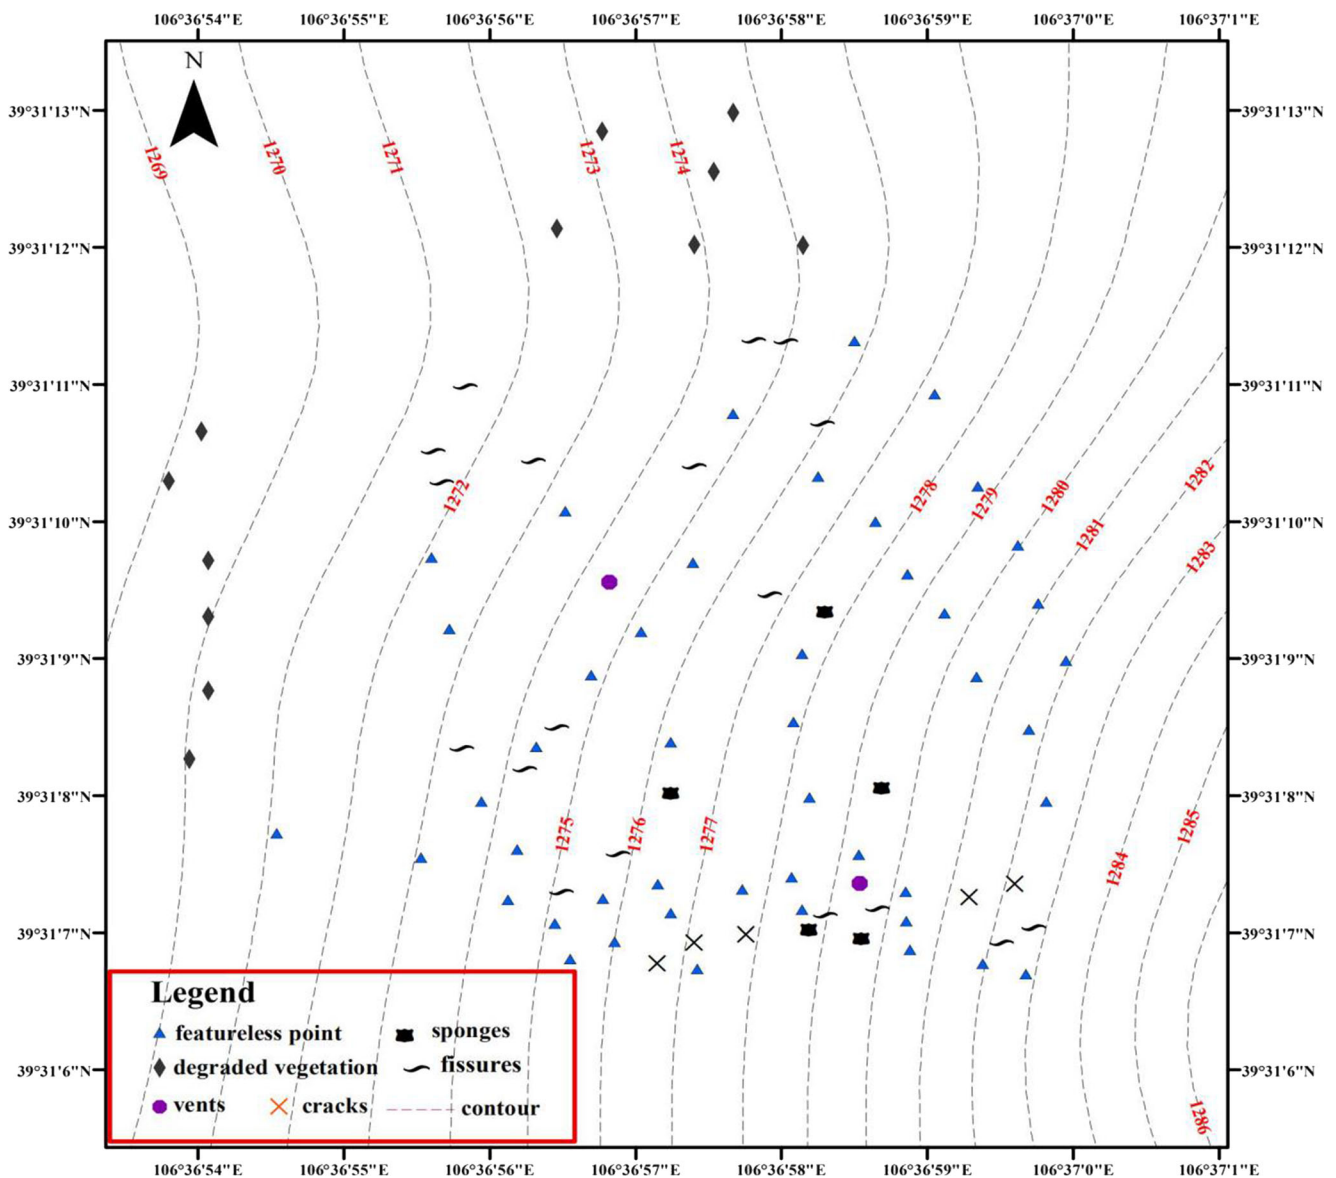 106°36'54"E 106°36'55"E 106°36'56"E 106°36'57"E 106°36'58"E 106°36'59"E 106°37'0"E 106°37'1"E
N
39°31'13"N 39°31'13"N
1269 1270 1271 1273 1274
39°31'12"N 39°31'12"N
39°31'11"N 39°31'11"N
1282
1272 1278 1279 1280
39°31'10"N 39°31'10"N
1281
1283
39°31'9"N 39°31'9"N
39°31'8"N 39°31'8"N
1275 1276 1277 1285
1284
39°31'7"N 39°31'7"N
Legend
featureless point sponges
degraded vegetation fissures
39°31'6"N 39°31'6"N
vents cracks contour
1286
106°36'54"E 106°36'55"E 106°36'56"E 106°36'57"E 106°36'58"E 106°36'59"E 106°37'0"E 106°37'1"E